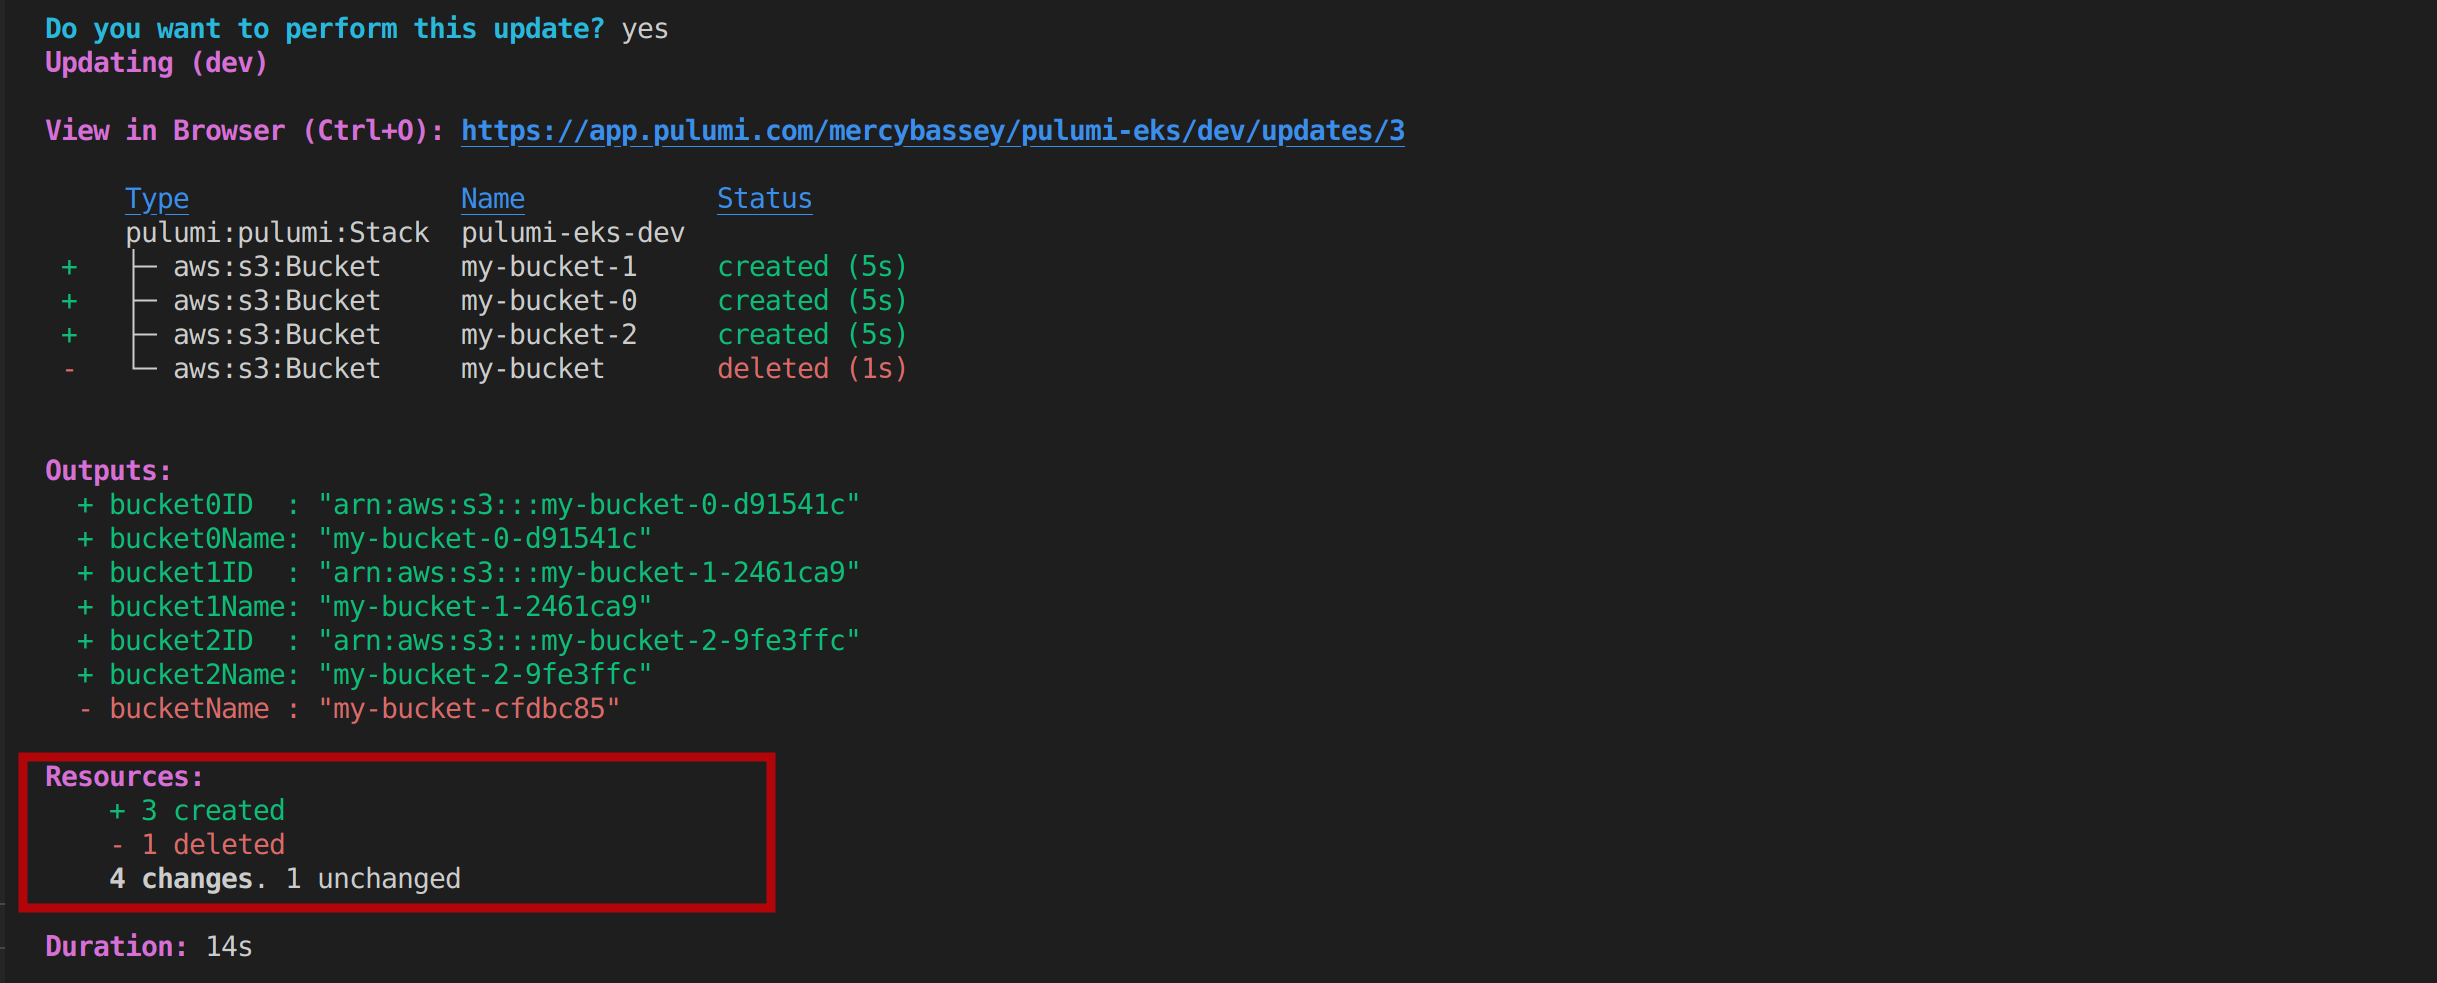 Do you want to perform this update? yes
Updating (dev)
View in Browser (Ctrl+O): https://app.pulumi.com/mercybassey/pulumi-eks/dev/updates/3
Type Name Status
pulumi:pulumi:Stack pulumi-eks-dev
+ ├─ aws:s3:Bucket my-bucket-1 created (5s)
+ ├─ aws:s3:Bucket my-bucket-0 created (5s)
+ ├─ aws:s3:Bucket my-bucket-2 created (5s)
- └─ aws:s3:Bucket my-bucket deleted (1s)
Outputs:
+ bucket0ID : "arn:aws:s3:::my-bucket-0-d91541c"
+ bucket0Name: "my-bucket-0-d91541c"
+ bucket1ID : "arn:aws:s3:::my-bucket-1-2461ca9"
+ bucket1Name: "my-bucket-1-2461ca9"
+ bucket2ID : "arn:aws:s3:::my-bucket-2-9fe3ffc"
+ bucket2Name: "my-bucket-2-9fe3ffc"
- bucketName : "my-bucket-cfdbc85"
Resources:
+ 3 created
- 1 deleted
4 changes. 1 unchanged
Duration: 14s